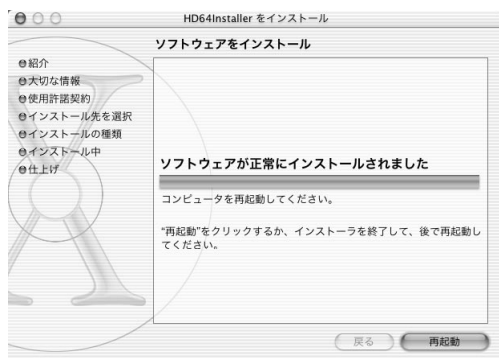 HD64Installer をインストール
ソフトウェアをインストール
紹介
大切な情報
使用許諾契約
インストール先を選択
インストールの種類
インストール中
仕上げ
ソフトウェアが正常にインストールされました
コンピュータを再起動してください。
“再起動”をクリックするか、インストーラを終了して、後で再起動し
てください。
戻る
再起動